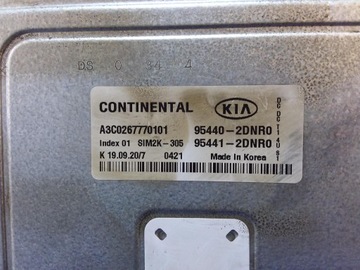 CONTINENTAL KIA
A3C0267770101 95440-2DNR0
Index 01 SIM2K-305 95441-2DNR0
K 19.09.20/7 0421 Made in Korea